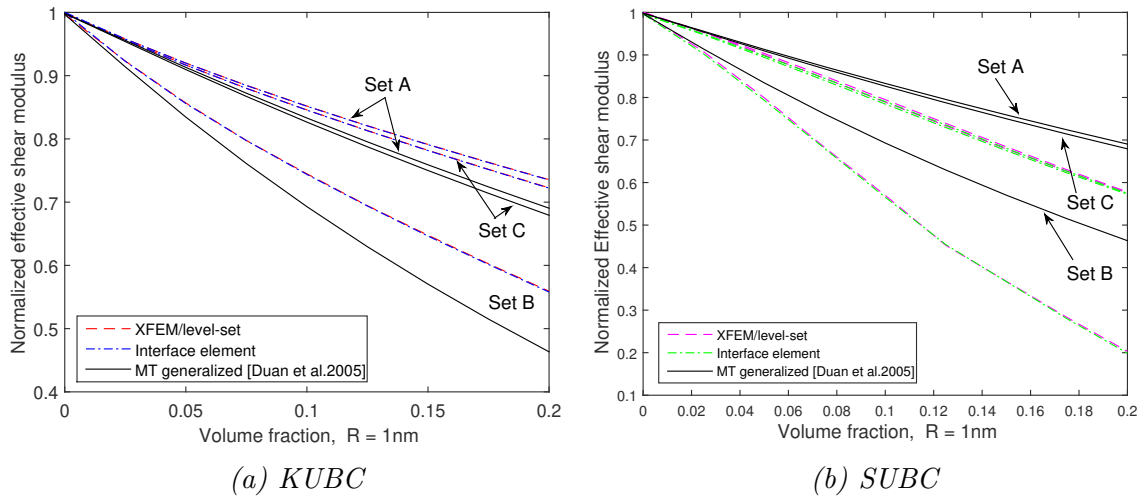 Normalized effective shear modulus
1
0.9
0.8
0.7
0.6
0.5
0.4
Set A
Set C
Set B
XFEM/level-set
Interface element
MT generalized [Duan et al.2005]
0
0.05
0.1
0.15
0.2
Volume fraction, R = 1nm
(a) KUBC
Normalized Effective shear modulus
1
0.9
0.8
0.7
0.6
0.5
0.4
0.3
0.2
0.1
Set A
Set C
Set B
XFEM/level-set
Interface element
MT generalized [Duan et al.2005]
0
0.02
0.04
0.06
0.08
0.1
0.12
0.14
0.16
0.18
0.2
Volume fraction, R = 1nm
(b) SUBC